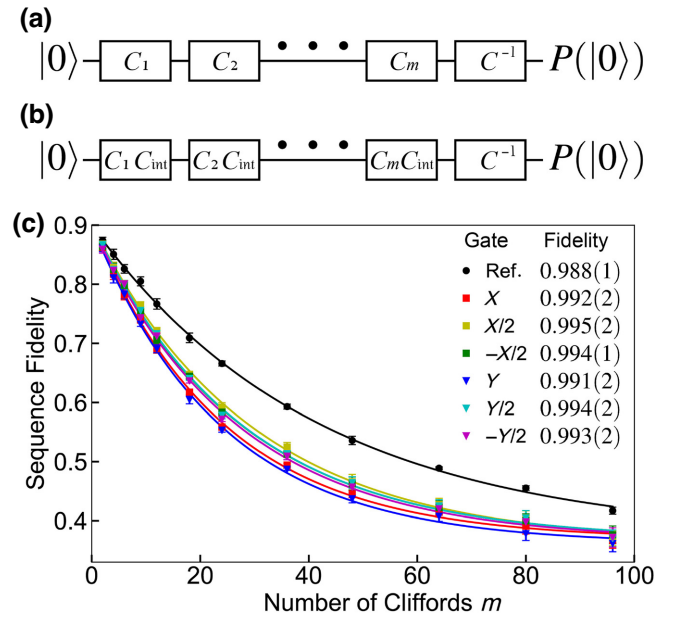 (a)
|0⟩ C₁ C₂ • • • Cₘ C⁻¹ P(|0⟩)
(b)
|0⟩ C₁ C_int C₂ C_int • • • Cₘ C_int C⁻¹ P(|0⟩)
(c)
Gate Fidelity
Ref. 0.988(1)
X 0.992(2)
X/2 0.995(2)
–X/2 0.994(1)
Y 0.991(2)
Y/2 0.994(2)
–Y/2 0.993(2)
0.9
0.8
0.7
0.6
0.5
0.4
Sequence Fidelity
0 20 40 60 80 100
Number of Cliffords m